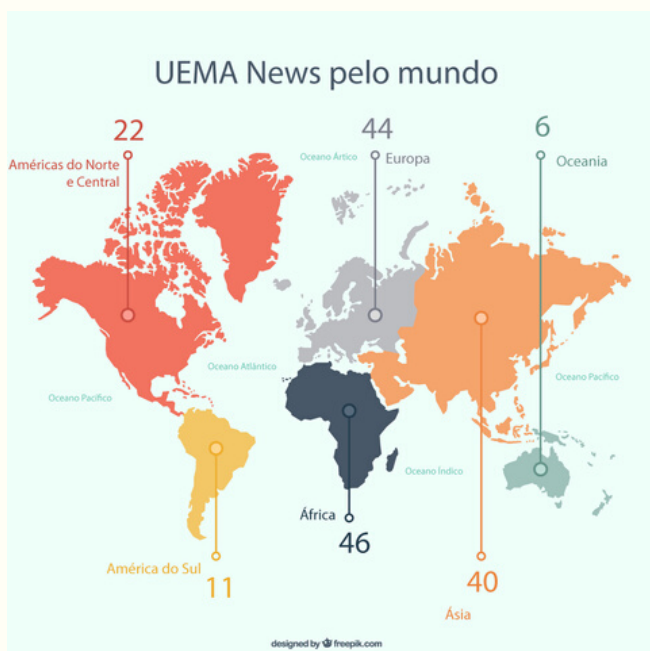 UEMA News pelo mundo
22
Américas do Norte
e Central
Oceano Ártico
44
Europa
6
Oceania
Oceano Pacífico
Oceano Atlântico
Oceano Pacífico
Oceano Índico
África
46
América do Sul
11
40
Ásia
designed by freepik.com